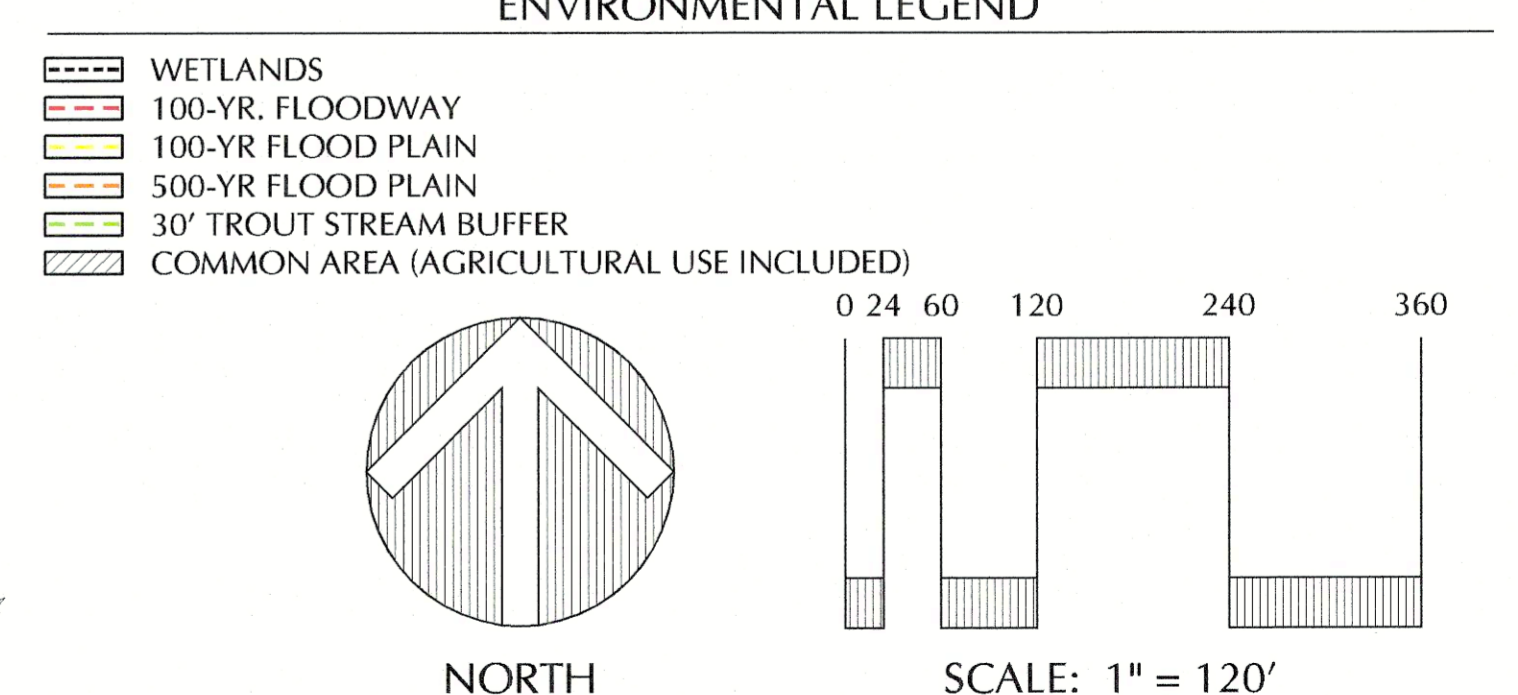 ENVIRONMENTAL LEGEND
WETLANDS
100-YR. FLOODWAY
100-YR FLOOD PLAIN
500-YR FLOOD PLAIN
30' TROUT STREAM BUFFER
COMMON AREA (AGRICULTURAL USE INCLUDED)
0 24 60 120 240 360
NORTH
SCALE: 1" = 120'